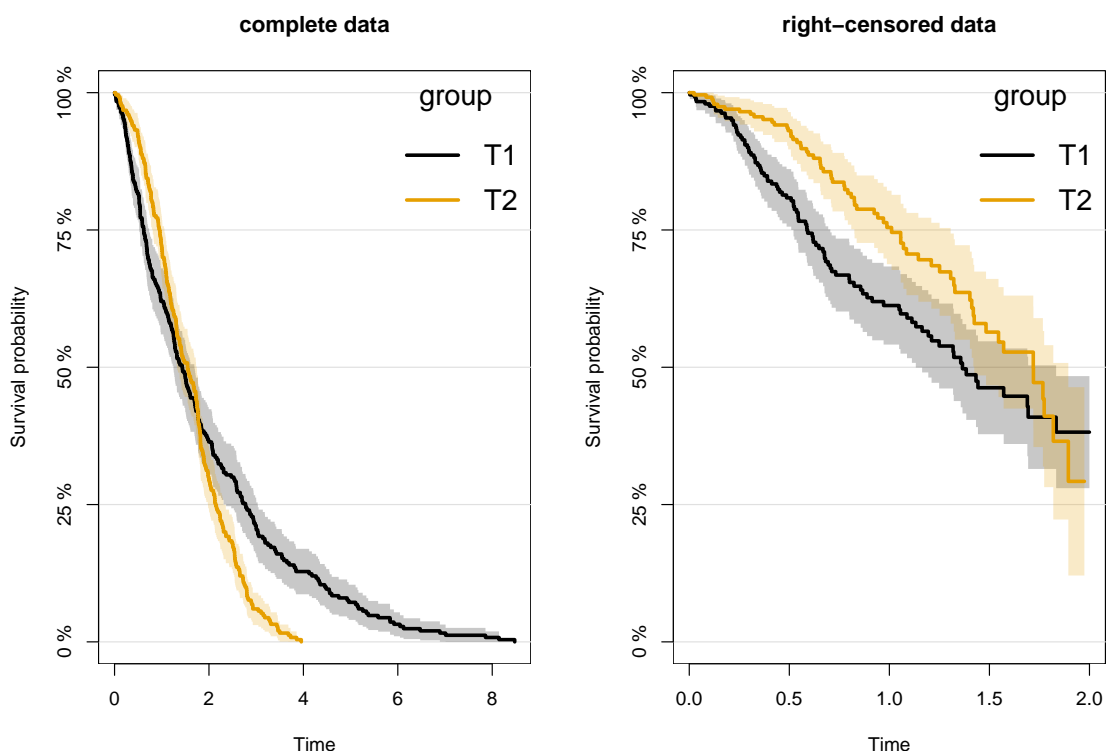 complete data
Survival probability
100 %
75 %
50 %
25 %
0 %
group
T1
T2
0 2 4 6 8
Time
right−censored data
Survival probability
100 %
75 %
50 %
25 %
0 %
group
T1
T2
0.0 0.5 1.0 1.5 2.0
Time